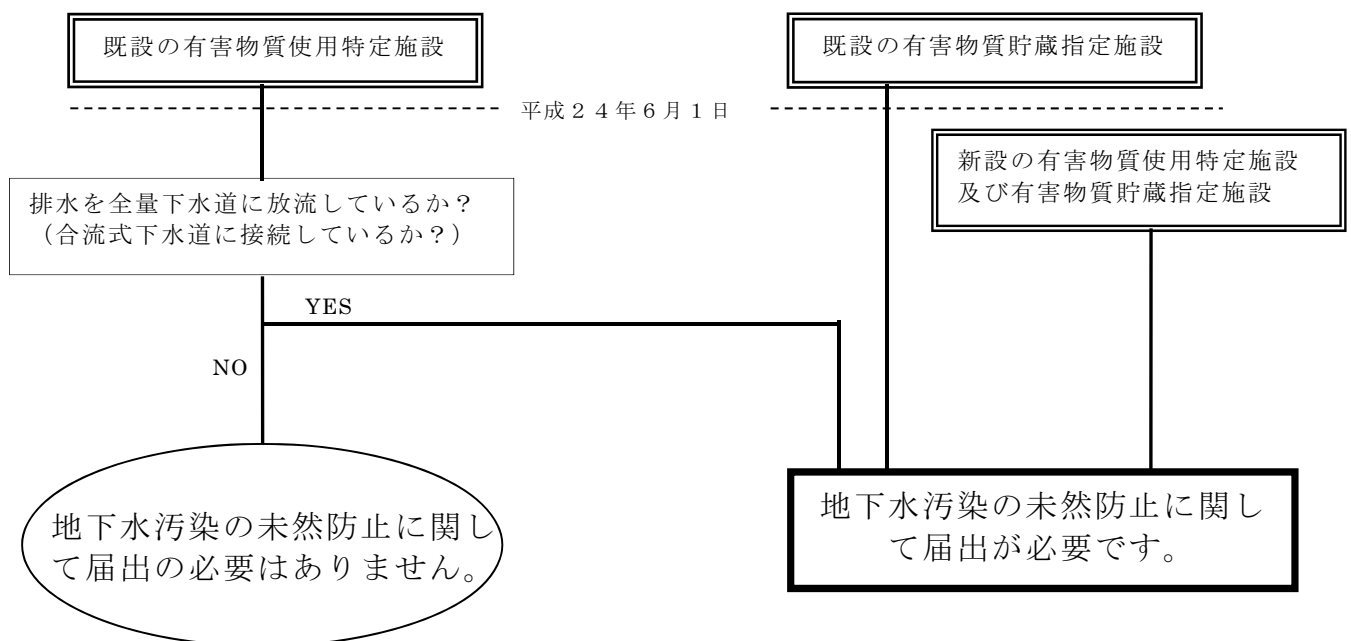 既設の有害物質使用特定施設
既設の有害物質貯蔵指定施設
平成２４年６月１日
新設の有害物質使用特定施設
及び有害物質貯蔵指定施設
排水を全量下水道に放流しているか？
（合流式下水道に接続しているか？）
YES
NO
地下水汚染の未然防止に関し
て届出の必要はありません。
地下水汚染の未然防止に関し
て届出が必要です。